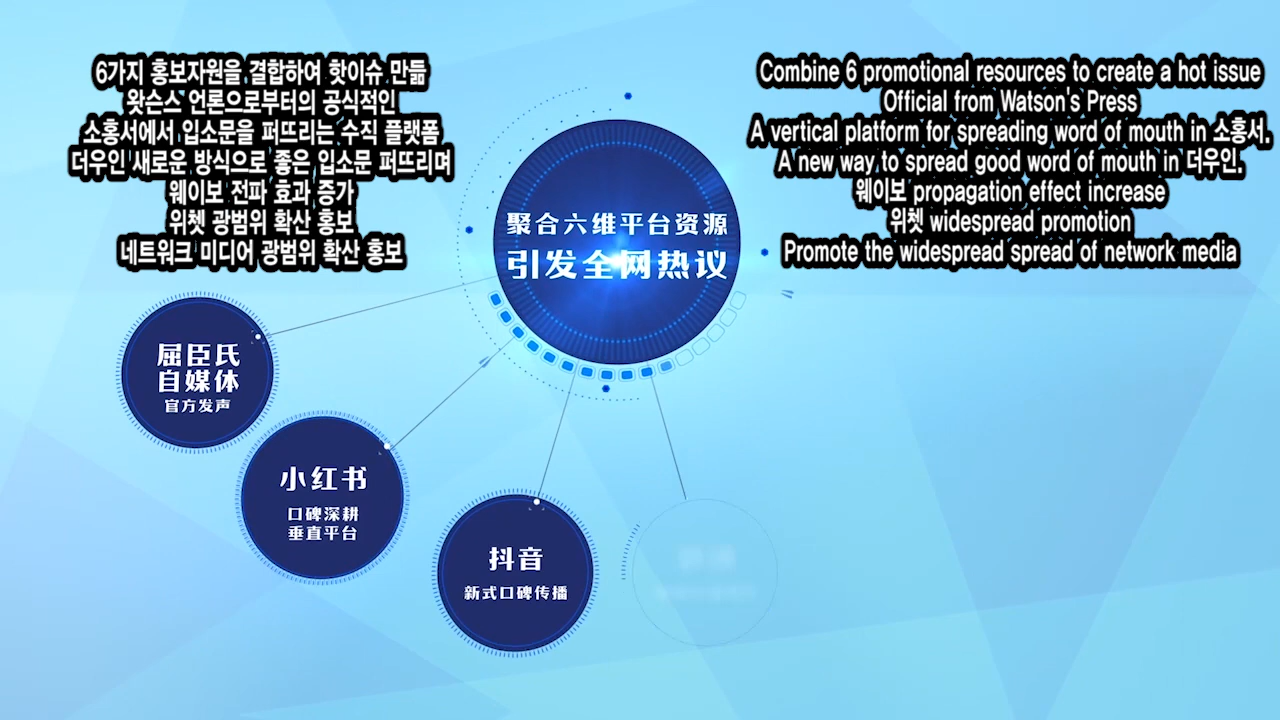 6가지 홍보자원을 결합하여 핫이슈 만듦
왓슨스 언론으로부터의 공식적인
소홍서에서 입소문을 퍼뜨리는 수직 플랫폼
더우인 새로운 방식으로 좋은 입소문 퍼뜨리며
웨이보 전파 효과 증가
위쳇 광범위 확산 홍보
네트워크 미디어 광범위 확산 홍보
Combine 6 promotional resources to create a hot issue
Official from Watson's Press
A vertical platform for spreading word of mouth in 소홍서.
A new way to spread good word of mouth in 더우인.
웨이보 propagation effect increase
위쳇 widespread promotion
Promote the widespread spread of network media
聚合六维平台资源
引发全网热议
屈臣氏
自媒体
官方发声
小红书
口碑深耕
垂直平台
抖音
新式口碑传播